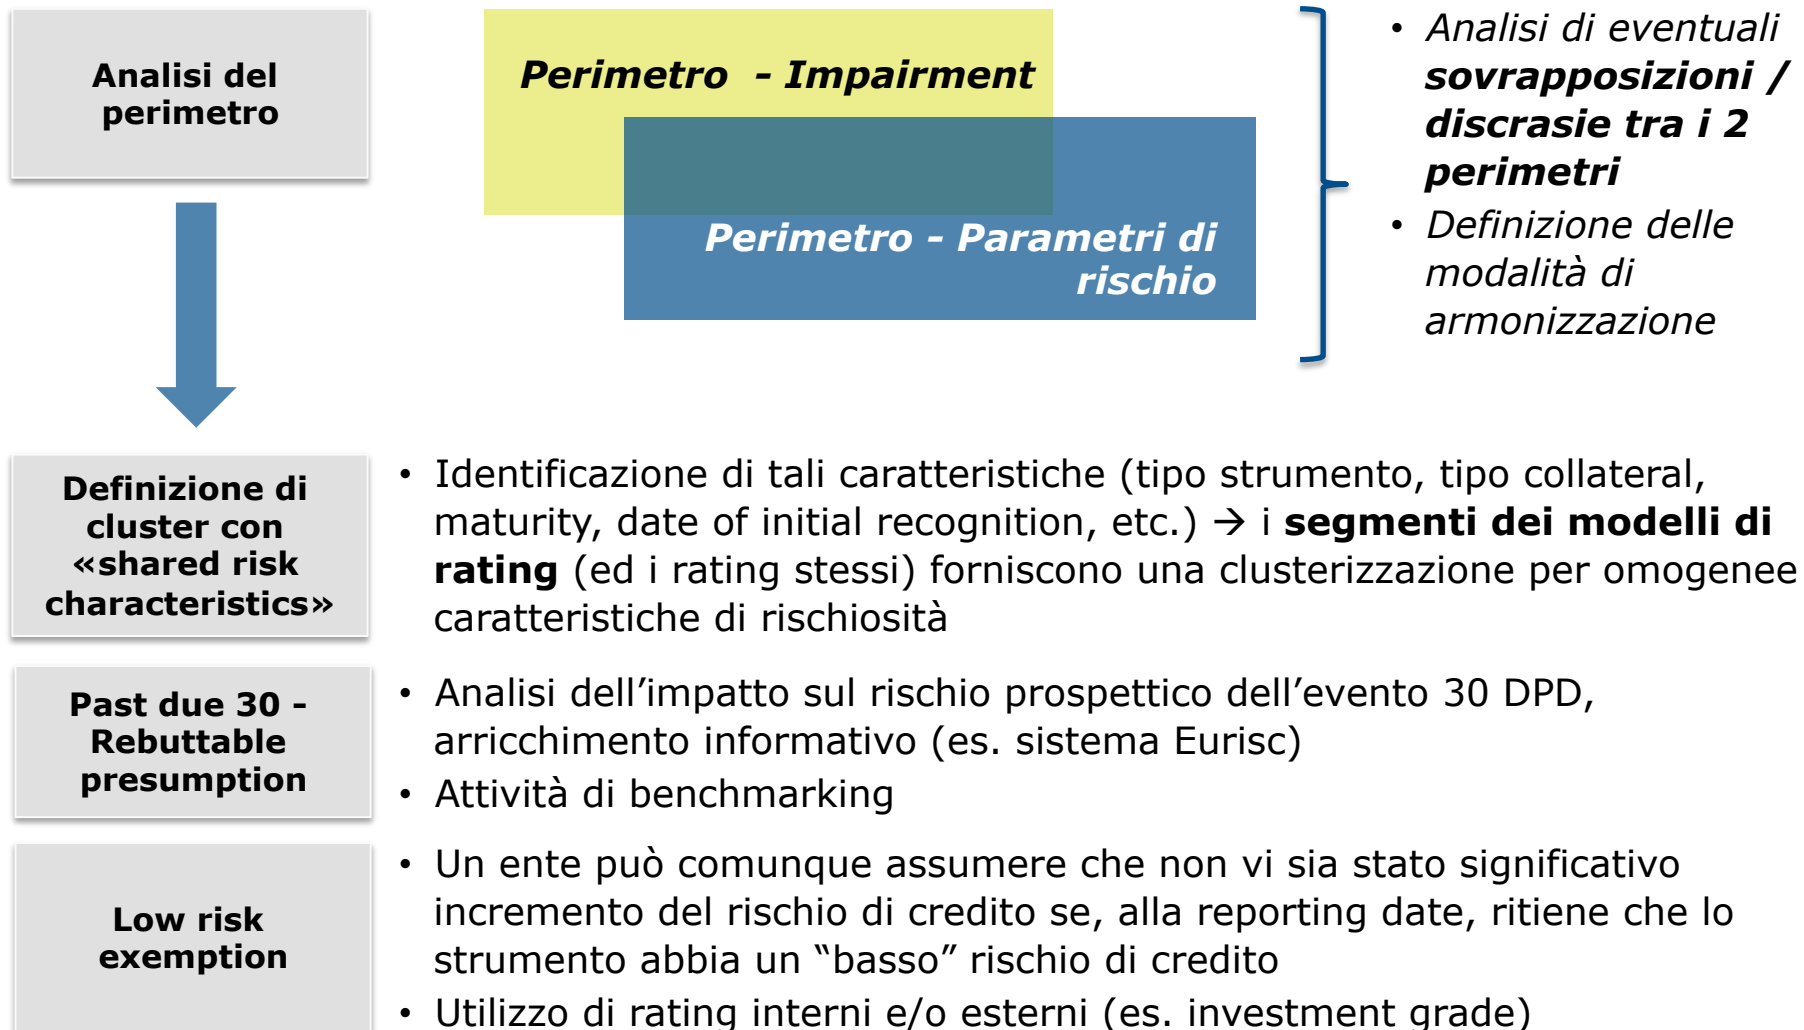 Analisi del
perimetro
Perimetro - Impairment
Perimetro - Parametri di
rischio
• Analisi di eventuali
sovrapposizioni /
discrasie tra i 2
perimetri
• Definizione delle
modalità di
armonizzazione
Definizione di
cluster con
«shared risk
characteristics»
• Identificazione di tali caratteristiche (tipo strumento, tipo collateral,
maturity, date of initial recognition, etc.) → i segmenti dei modelli di
rating (ed i rating stessi) forniscono una clusterizzazione per omogenee
caratteristiche di rischiosità
Past due 30 –
Rebuttable
presumption
• Analisi dell’impatto sul rischio prospettico dell’evento 30 DPD,
arricchimento informativo (es. sistema Eurisc)
• Attività di benchmarking
Low risk
exemption
• Un ente può comunque assumere che non vi sia stato significativo
incremento del rischio di credito se, alla reporting date, ritiene che lo
strumento abbia un “basso” rischio di credito
• Utilizzo di rating interni e/o esterni (es. investment grade)